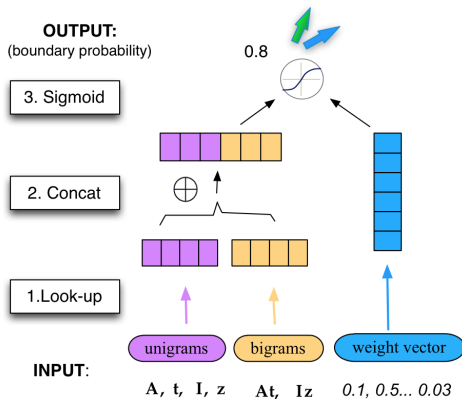 OUTPUT:
(boundary probability)
0.8
3. Sigmoid
2. Concat
1.Look-up
unigrams
bigrams
weight vector
INPUT:
A, t, I, z
At, Iz
0.1, 0.5... 0.03